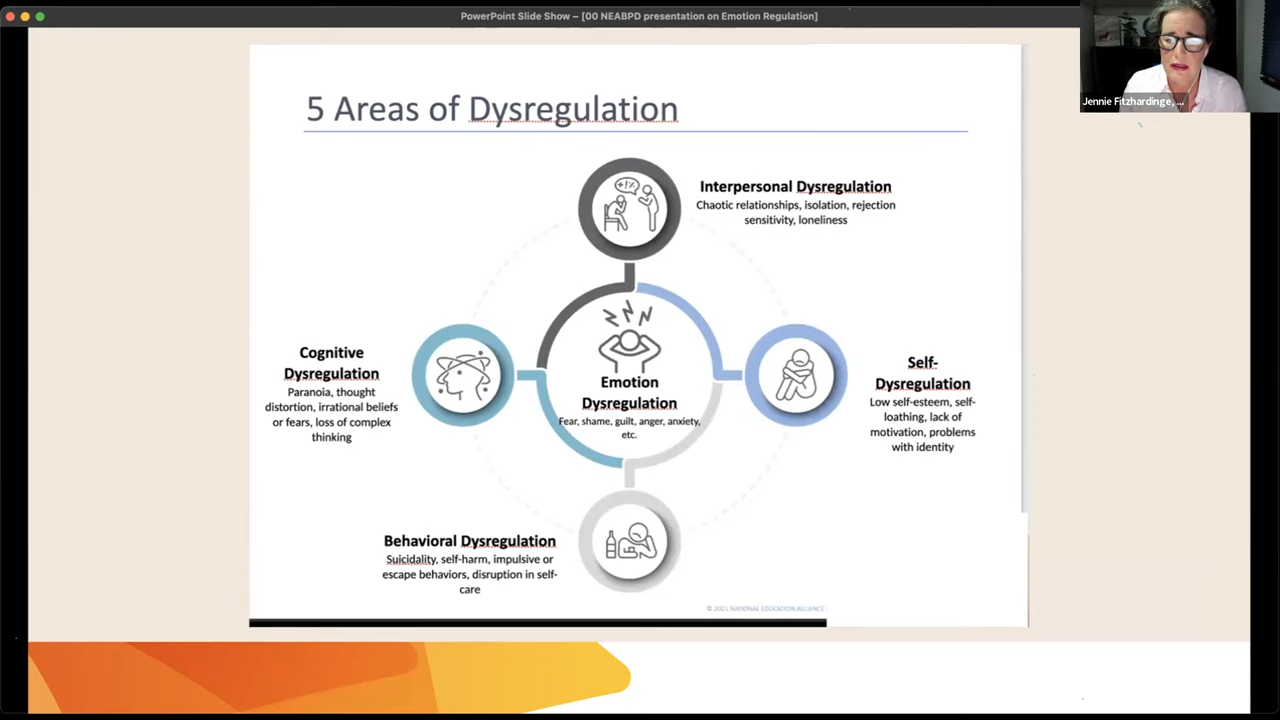 PowerPoint Slide Show – [00 NEABPD presentation on Emotion Regulation]
Jennie Fitzhardinge, ...
5 Areas of Dysregulation
Interpersonal Dysregulation
Chaotic relationships, isolation, rejection
sensitivity, loneliness
+!%
Cognitive
Dysregulation
Paranoia, thought
distortion, irrational beliefs
or fears, loss of complex
thinking
Emotion
Dysregulation
Fear, shame, guilt, anger, anxiety,
etc.
Self-
Dysregulation
Low self-esteem, self-
loathing, lack of
motivation, problems
with identity
Behavioral Dysregulation
Suicidality, self-harm, impulsive or
escape behaviors, disruption in self-
care
© 2021 NATIONAL EDUCATION ALLIANCE